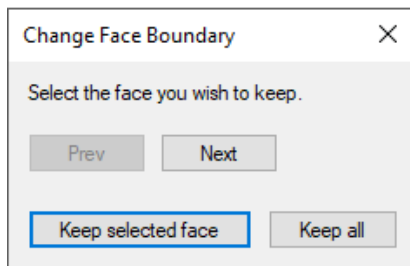 Change Face Boundary
Select the face you wish to keep.
Prev Next
Keep selected face Keep all